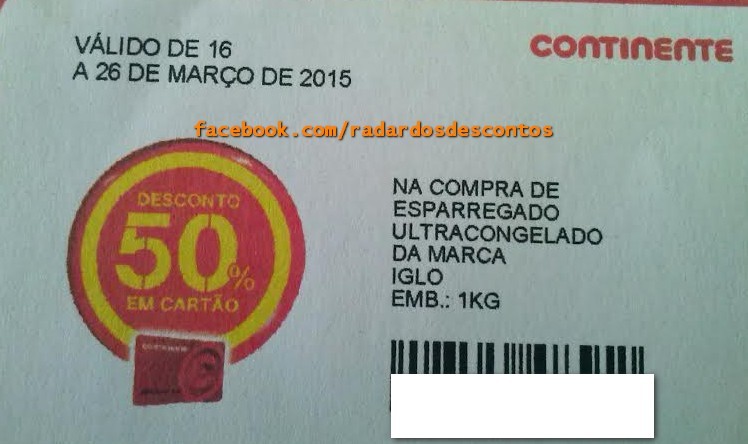 VÁLIDO DE 16
A 26 DE MARÇO DE 2015
CONTINENTE
facebook.com/radardosdescontos
DESCONTO
50%
EM CARTÃO
NA COMPRA DE
ESPARREGADO
ULTRACONGELADO
DA MARCA
IGLO
EMB.: 1KG